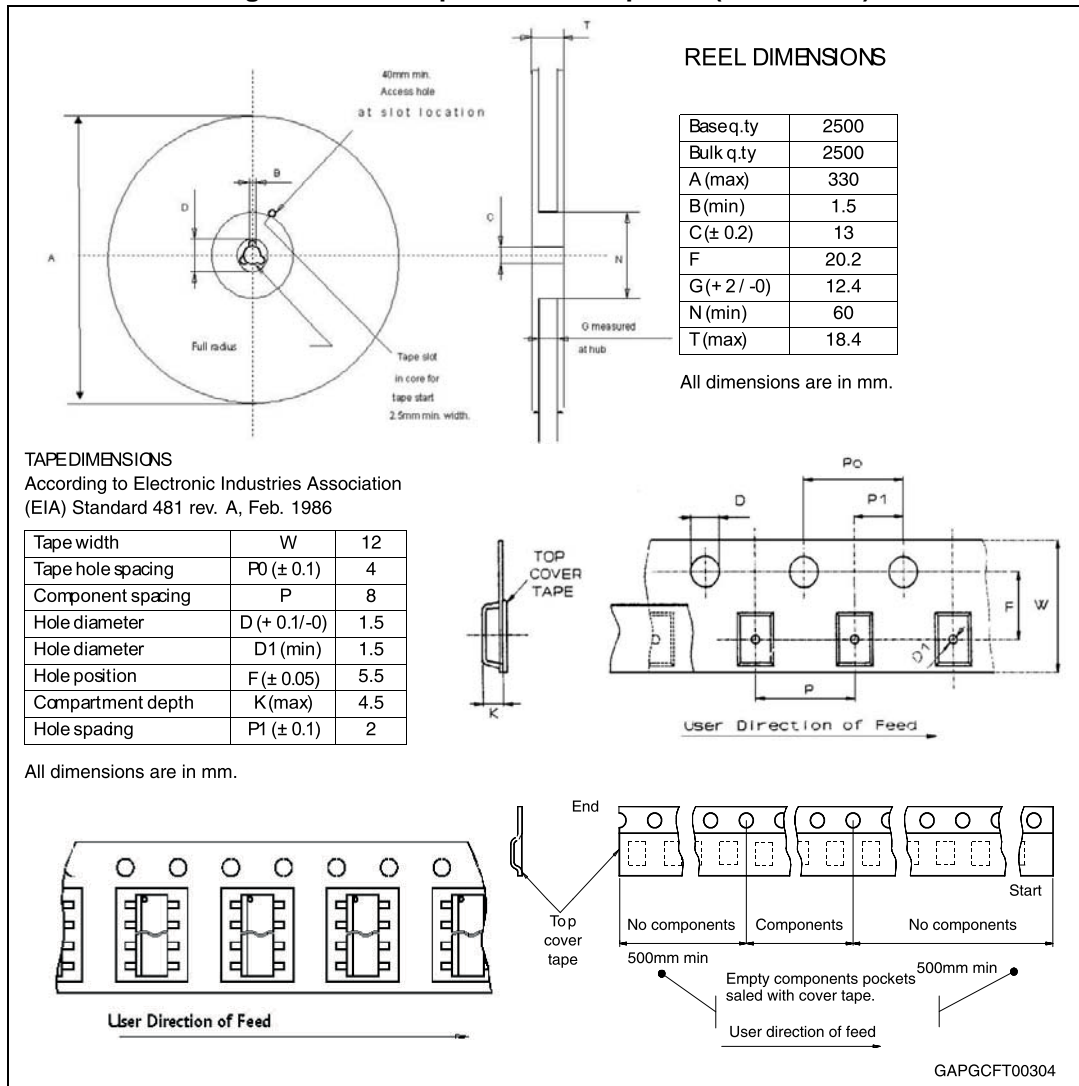 T
REEL DIMENSIONS
40mm min.
Access hole
at slot location
B
D
A
C
N
Full radius
G measured
at hub
Tape slot
in core for
tape start
2.5mm min. width.
Base q.ty 2500
Bulk q.ty 2500
A (max) 330
B (min) 1.5
C (± 0.2) 13
F 20.2
G (+ 2 / -0) 12.4
N (min) 60
T (max) 18.4
All dimensions are in mm.
TAPE DIMENSIONS
According to Electronic Industries Association
(EIA) Standard 481 rev. A, Feb. 1986
Tape width W 12
Tape hole spacing P0 (± 0.1) 4
Component spacing P 8
Hole diameter D (+ 0.1/-0) 1.5
Hole diameter D1 (min) 1.5
Hole position F (± 0.05) 5.5
Compartment depth K (max) 4.5
Hole spacing P1 (± 0.1) 2
All dimensions are in mm.
Po
P1
D
TOP
COVER
TAPE
F
W
D1
P
K
User Direction of Feed
User Direction of Feed
End
Start
Top
cover
tape
No components
Components
No components
500mm min
Empty components pockets
saled with cover tape.
500mm min
User direction of feed
GAPGCFT00304